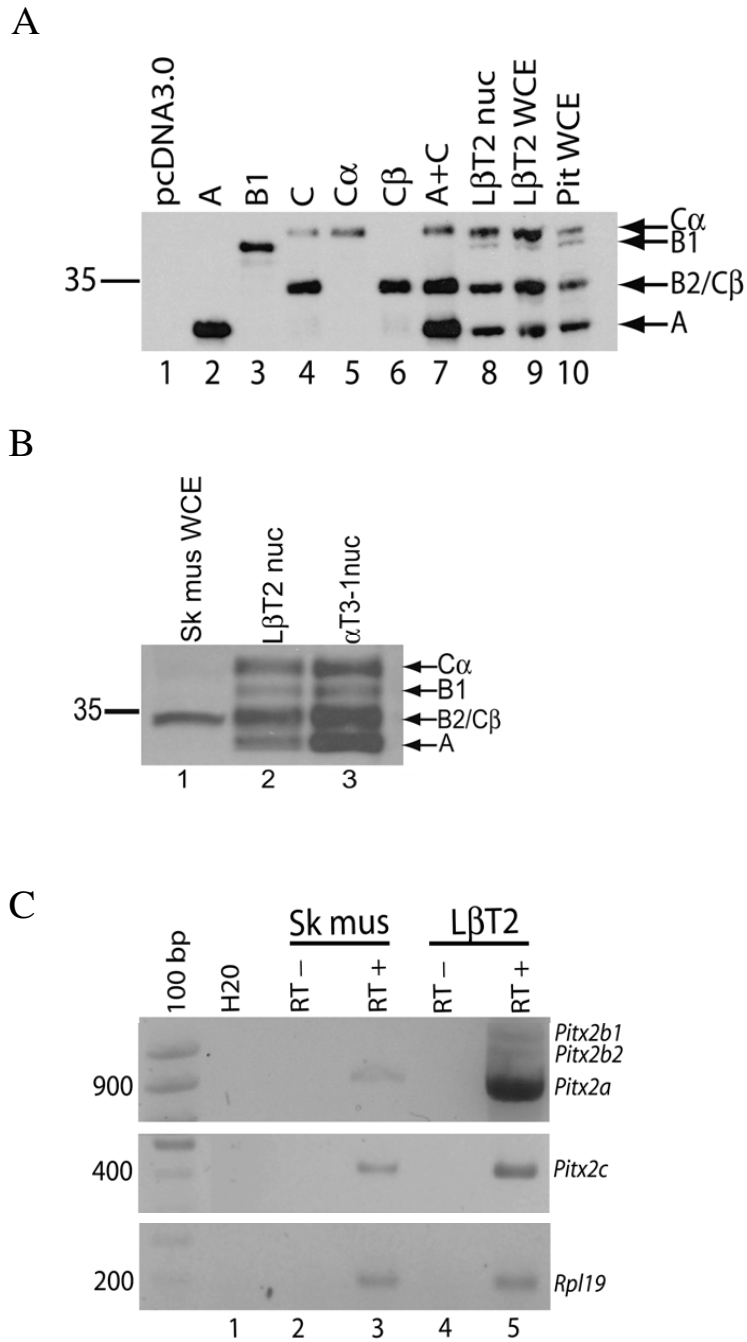 A
pcDNA3.0 A B1 C Cα Cβ A+C LβT2 nuc LβT2 WCE Pit WCE
Cα
B1
35
B2/Cβ
A
1 2 3 4 5 6 7 8 9 10
B
Sk mus WCE LβT2 nuc αT3-1nuc
Cα
B1
35
B2/Cβ
A
1 2 3
C
Sk mus LβT2
100 bp H20 RT – RT + RT – RT +
Pitx2b1
Pitx2b2
900 Pitx2a
400 Pitx2c
200 Rpl19
1 2 3 4 5